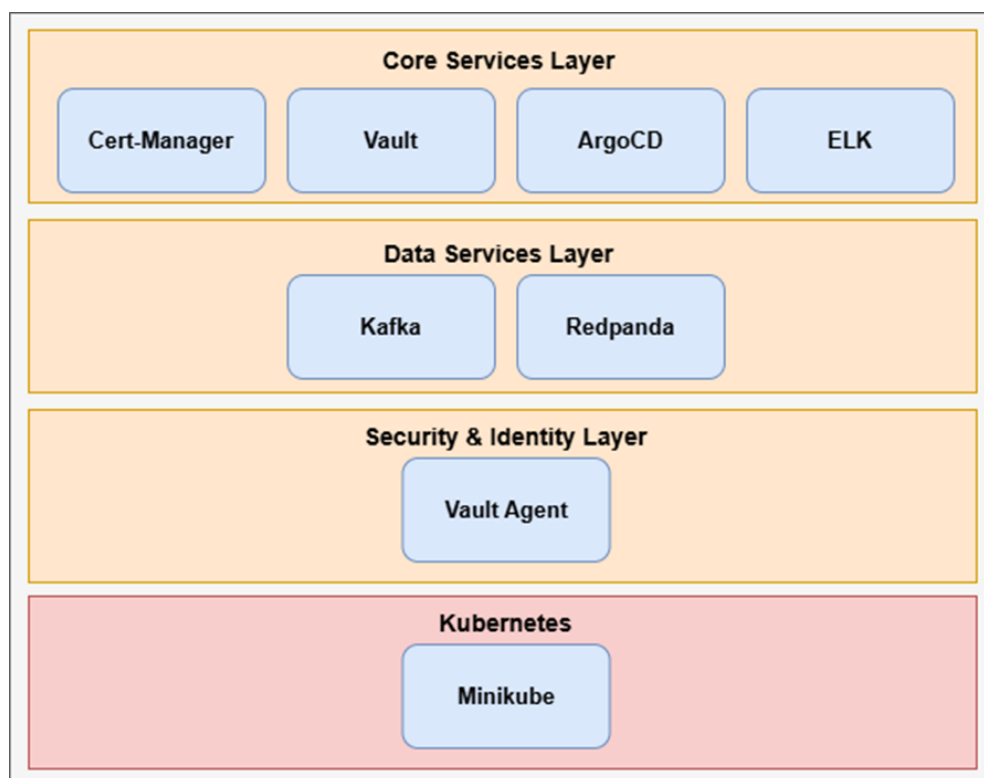 Core Services Layer
Cert-Manager
Vault
ArgoCD
ELK
Data Services Layer
Kafka
Redpanda
Security & Identity Layer
Vault Agent
Kubernetes
Minikube